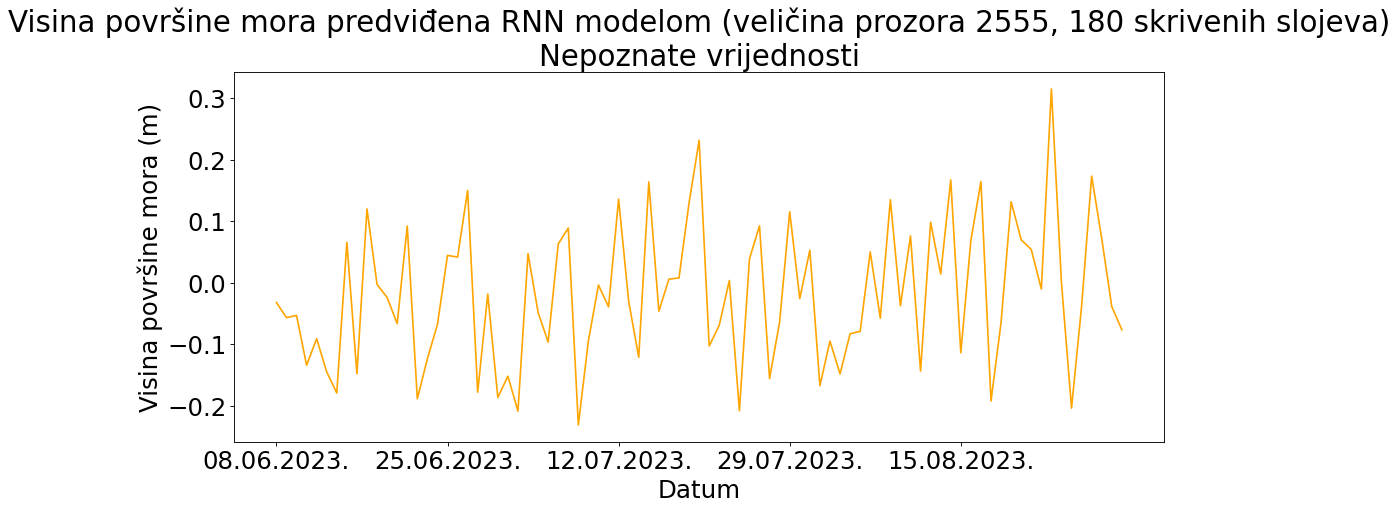 Visina površine mora predviđena RNN modelom (veličina prozora 2555, 180 skrivenih slojeva)
Nepoznate vrijednosti
Visina površine mora (m)
0.3
0.2
0.1
0.0
−0.1
−0.2
08.06.2023. 25.06.2023. 12.07.2023. 29.07.2023. 15.08.2023.
Datum